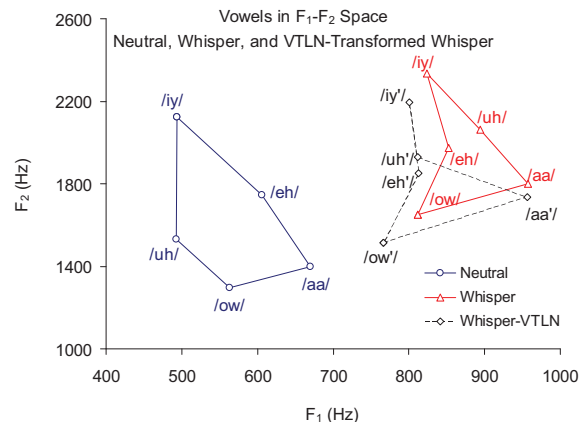 Vowels in F1-F2 Space
Neutral, Whisper, and VTLN-Transformed Whisper
2600
2200
1800
1400
1000
F2 (Hz)
/iy/
/eh/
/uh/
/ow/
/aa/
/iy/
/iy'/
/uh/
/uh'/
/eh/
/eh'/
/aa/
/ow/
/aa'/
/ow'/
Neutral
Whisper
Whisper-VTLN
400 500 600 700 800 900 1000
F1 (Hz)